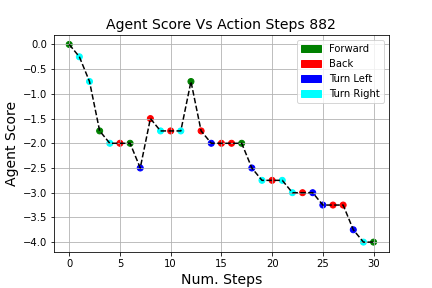 Agent Score Vs Action Steps 882
Agent Score
0.0
−0.5
−1.0
−1.5
−2.0
−2.5
−3.0
−3.5
−4.0
Forward
Back
Turn Left
Turn Right
0 5 10 15 20 25 30
Num. Steps